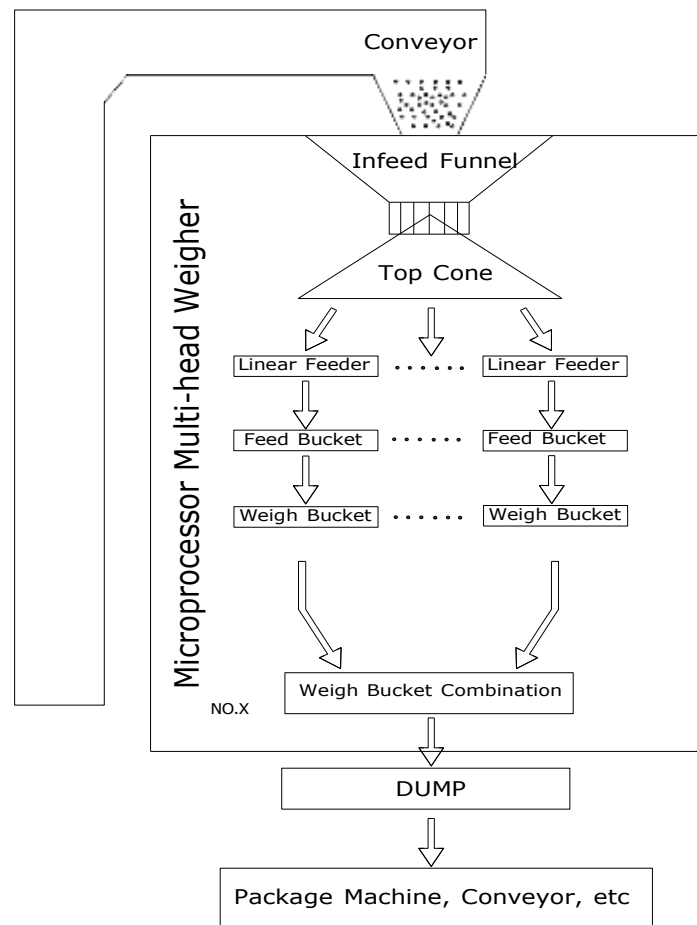 Conveyor
Infeed Funnel
Top Cone
Microprocessor Multi-head Weigher
Linear Feeder ...... Linear Feeder
Feed Bucket ...... Feed Bucket
Weigh Bucket ...... Weigh Bucket
Weigh Bucket Combination
NO.X
DUMP
Package Machine, Conveyor, etc